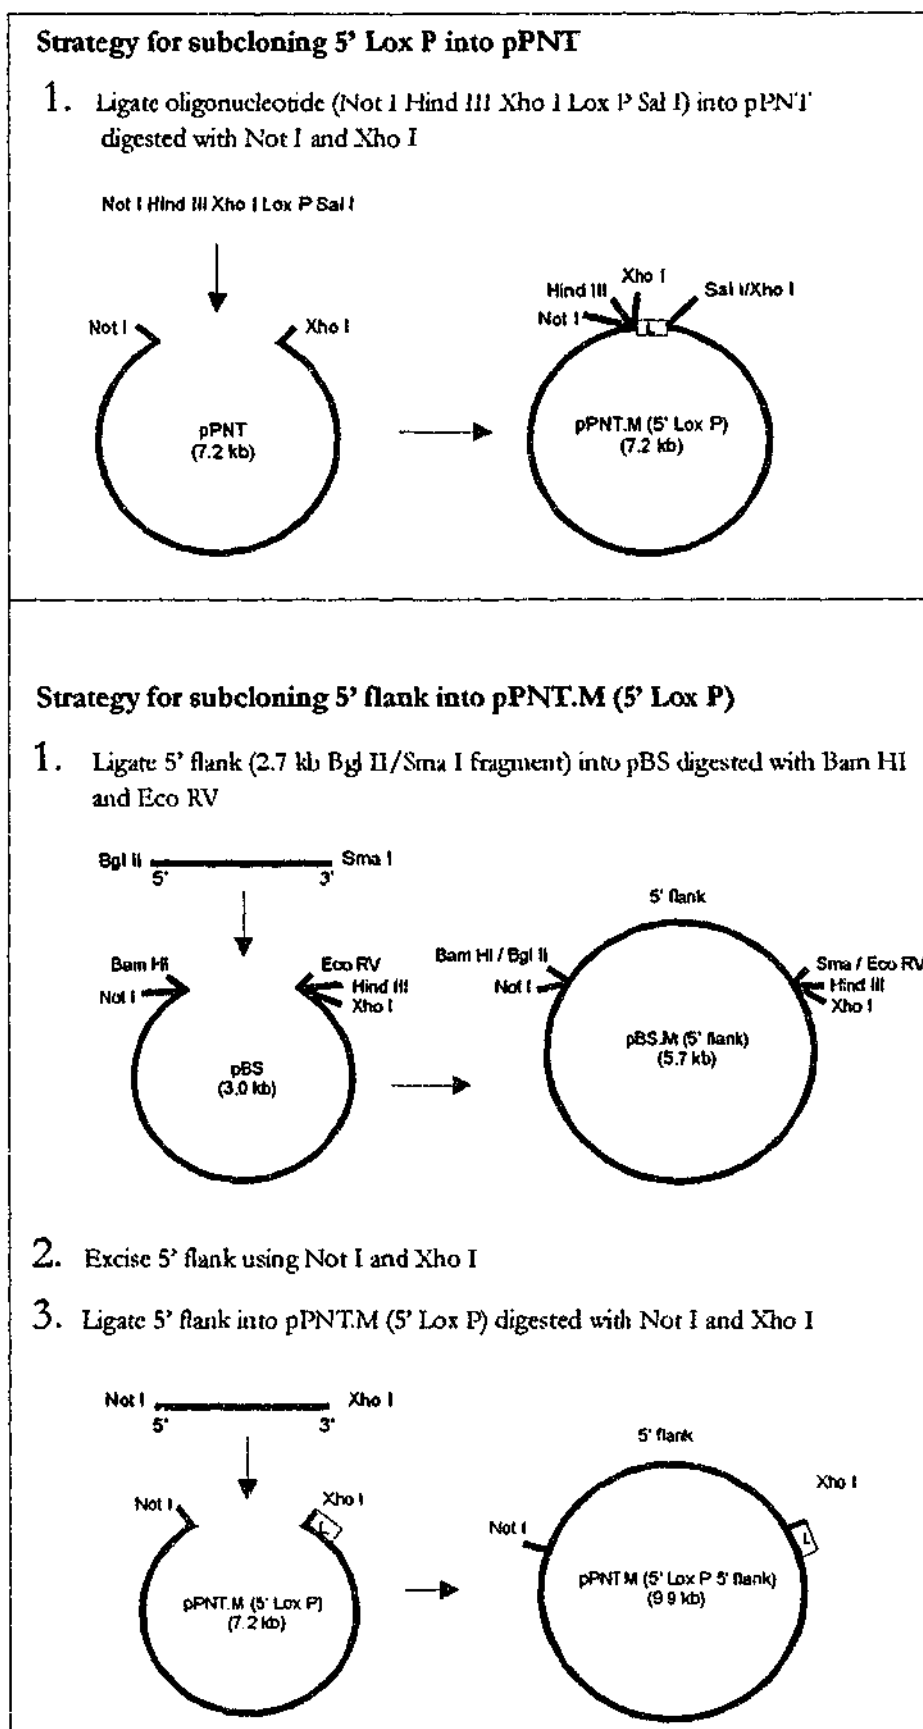 Strategy for subcloning 5' Lox P into pPNT
1. Ligate oligonucleotide (Not I Hind III Xho I Lox P Sal I) into pPNT
digested with Not I and Xho I
Not I Hind III Xho I Lox P Sal I
Xho I
Hind III
Sal I/Xho I
Not I
L
Not I
Xho I
pPNT
(7.2 kb)
pPNT.M (5' Lox P)
(7.2 kb)
Strategy for subcloning 5' flank into pPNT.M (5' Lox P)
1. Ligate 5' flank (2.7 kb Bgl II/Sma I fragment) into pBS digested with Bam HI
and Eco RV
Bgl II
Sma I
5'
3'
5' flank
Bam HI
Eco RV
Not I
Hind III
Xho I
Bam HI / Bgl II
Not I
Sma / Eco RV
Hind III
Xho I
pBS
(3.0 kb)
pBS.M (5' flank)
(5.7 kb)
2. Excise 5' flank using Not I and Xho I
3. Ligate 5' flank into pPNT.M (5' Lox P) digested with Not I and Xho I
Not I
Xho I
5'
3'
5' flank
Not I
Xho I
L
Xho I
Not I
L
pPNT.M (5' Lox P)
(7.2 kb)
pPNT.M (5' Lox P 5' flank)
(9.9 kb)